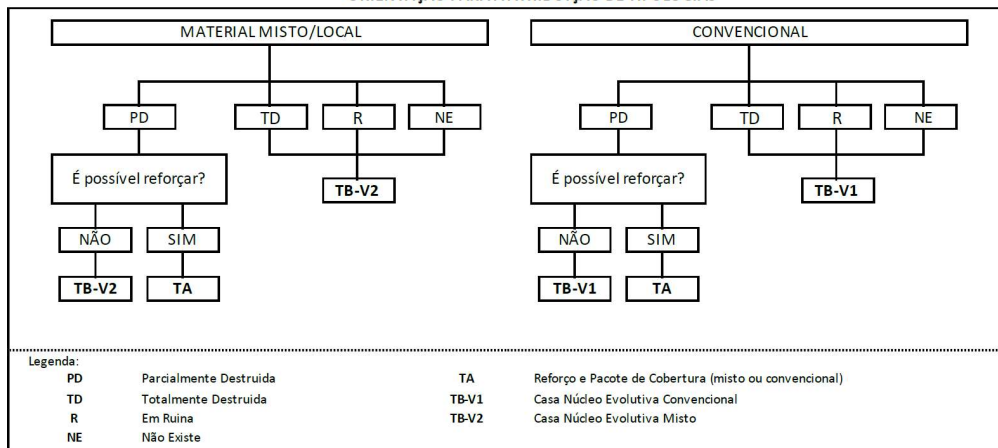 MATERIAL MISTO/LOCAL
PD TD R NE
É possível reforçar?
TB-V2
NÃO SIM
TB-V2 TA
CONVENCIONAL
PD TD R NE
É possível reforçar?
TB-V1
NÃO SIM
TB-V1 TA
Legenda:
PD Parcialmente Destruida
TD Totalmente Destruida
R Em Ruina
NE Não Existe
TA Reforço e Pacote de Cobertura (misto ou convencional)
TB-V1 Casa Núcleo Evolutiva Convencional
TB-V2 Casa Núcleo Evolutiva Misto